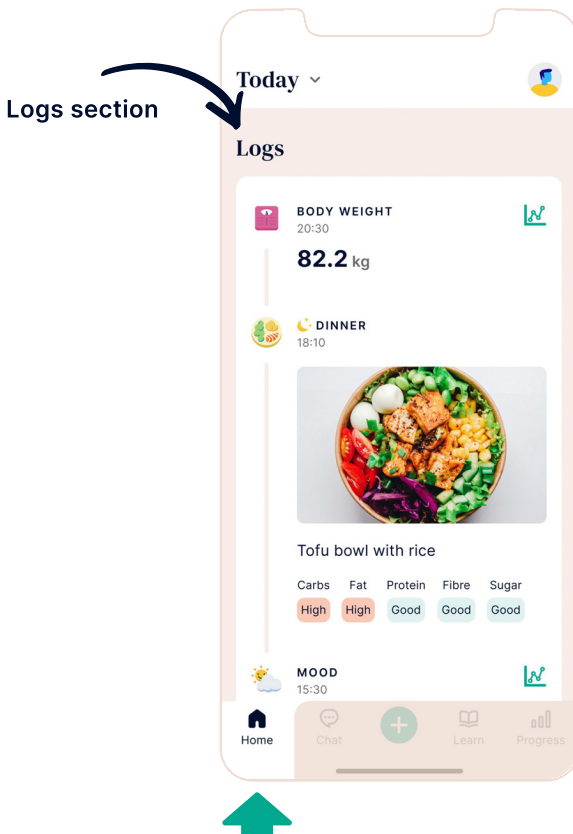 Logs section
Today
Logs
BODY WEIGHT
20:30
82.2 kg
DINNER
18:10
Tofu bowl with rice
Carbs Fat Protein Fibre Sugar
High High Good Good Good
MOOD
15:30
Home Chat Learn Progress